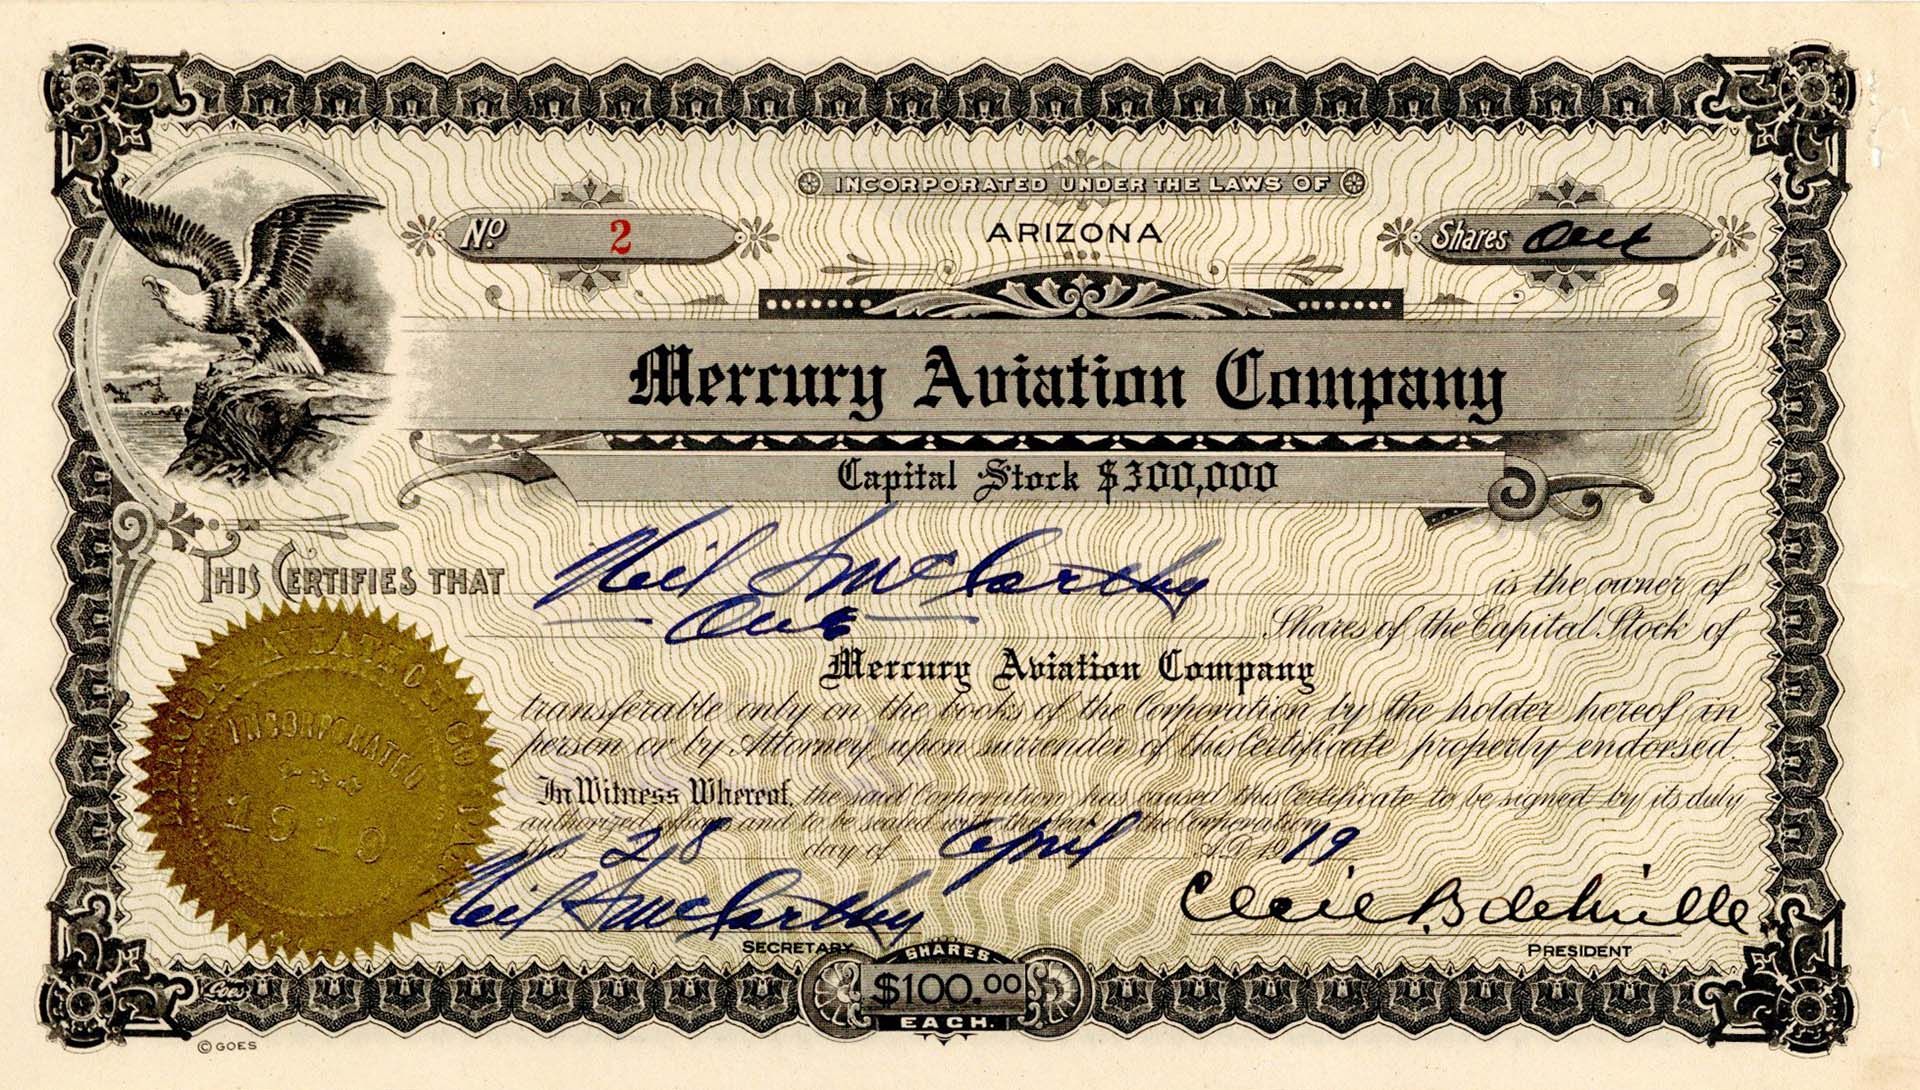 INCORPORATED UNDER THE LAWS OF
No. 2
ARIZONA
Shares One
Mercury Aviation Company
Capital Stock $300,000
THIS CERTIFIES THAT Neil S McCarthy is the owner of
One Shares of the Capital Stock of
Mercury Aviation Company
transferable only on the books of the Corporation by the holder hereof in
person or by Attorney, upon surrender of this Certificate properly endorsed.
In Witness Whereof, the said Corporation has caused this Certificate to be signed by its duly
authorized officers and to be sealed with the Seal of the Corporation
this 28 day of April A.D. 1919
MERCURY AVIATION CO
INCORPORATED
Neil S McCarthy
Cecil B deMille
SECRETARY
PRESIDENT
SHARES
$100.00
EACH.
Goes
© GOES